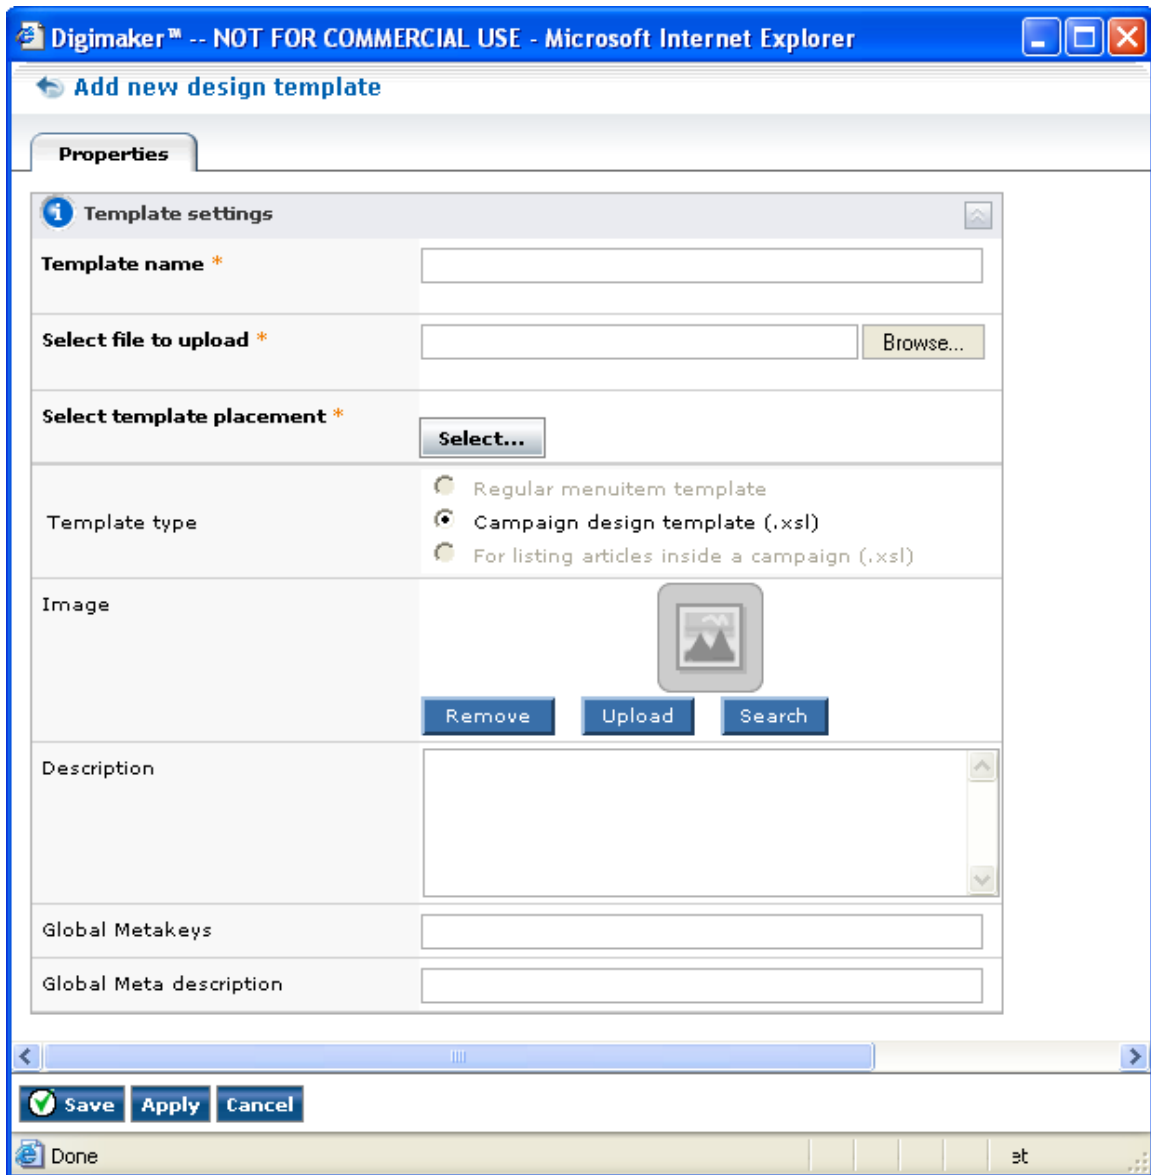 Digimaker™ -- NOT FOR COMMERCIAL USE - Microsoft Internet Explorer
Add new design template
Properties
Template settings
Template name *
Select file to upload *
Browse...
Select template placement *
Select...
Template type
Regular menuitem template
Campaign design template (.xsl)
For listing articles inside a campaign (.xsl)
Image
Remove Upload Search
Description
Global Metakeys
Global Meta description
Save Apply Cancel
Done et